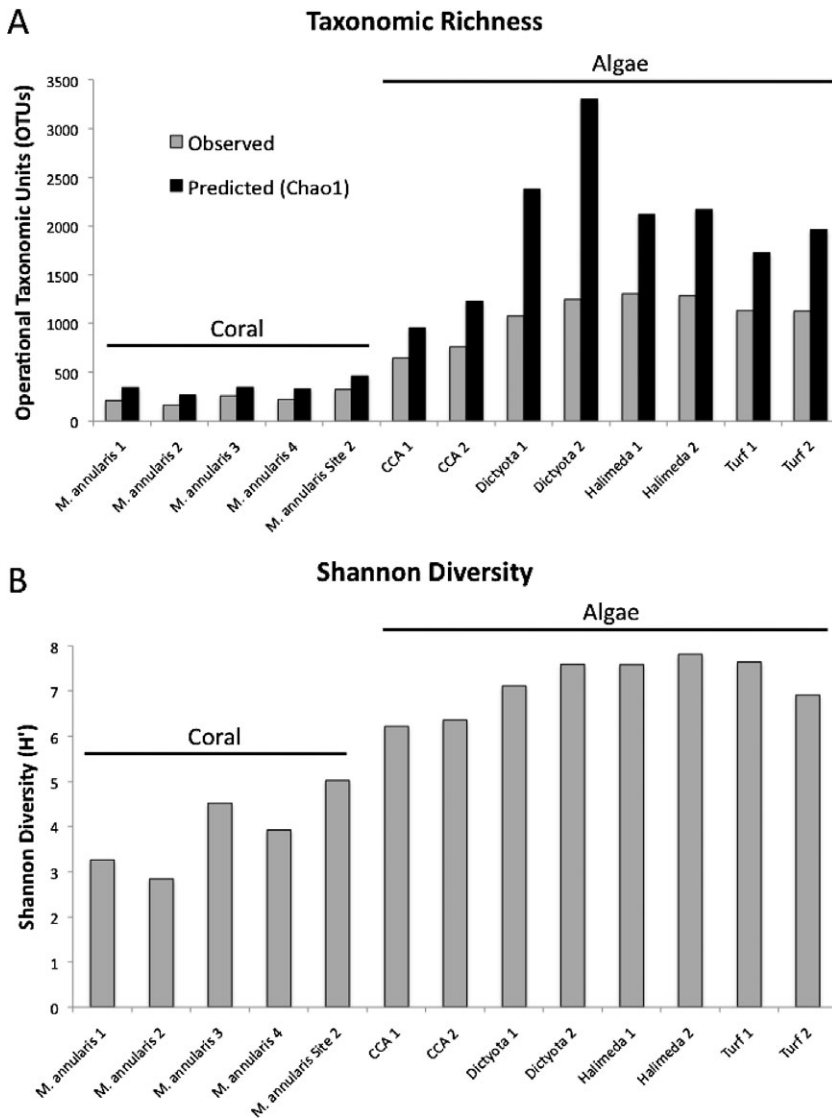 A
Taxonomic Richness
Algae
Observed
Predicted (Chao1)
Coral
Operational Taxonomic Units (OTUs)
3500
3000
2500
2000
1500
1000
500
0
M. annularis 1
M. annularis 2
M. annularis 3
M. annularis 4
M. annularis Site 2
CCA 1
CCA 2
Dictyota 1
Dictyota 2
Halimeda 1
Halimeda 2
Turf 1
Turf 2
B
Shannon Diversity
Algae
Coral
Shannon Diversity (H')
8
7
6
5
4
3
2
1
0
M. annularis 1
M. annularis 2
M. annularis 3
M. annularis 4
M. annularis Site 2
CCA 1
CCA 2
Dictyota 1
Dictyota 2
Halimeda 1
Halimeda 2
Turf 1
Turf 2